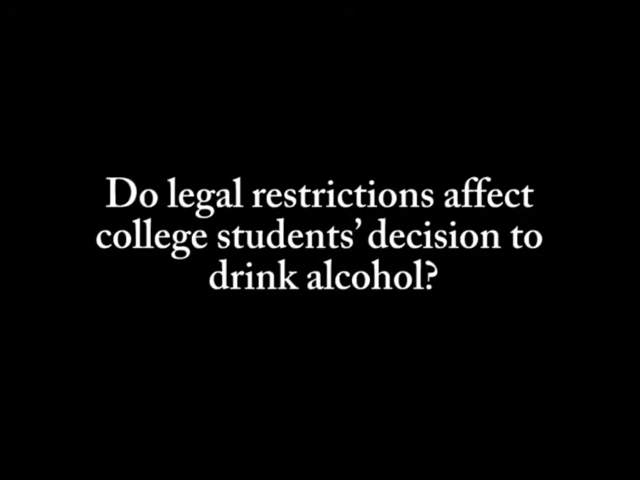 Do legal restrictions affect
college students’ decision to
drink alcohol?